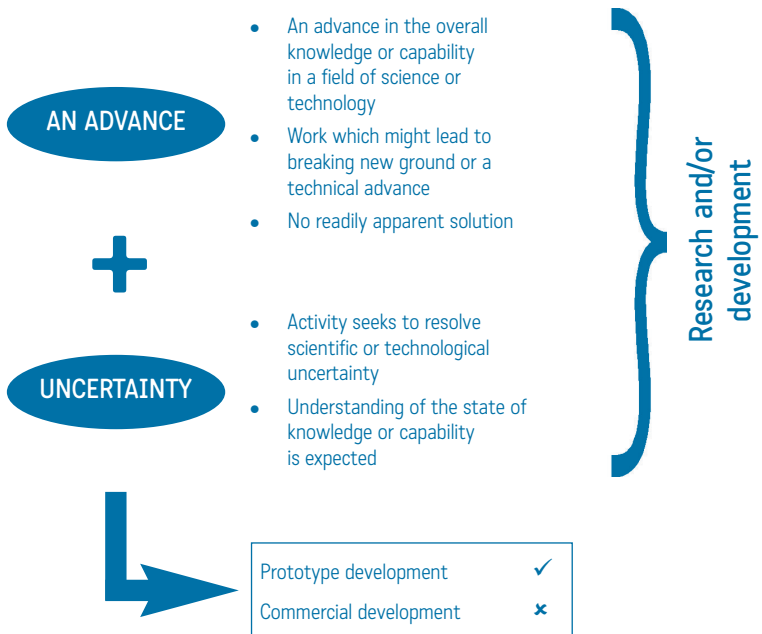 AN ADVANCE
● An advance in the overall
knowledge or capability
in a field of science or
technology
● Work which might lead to
breaking new ground or a
technical advance
● No readily apparent solution
+
UNCERTAINTY
● Activity seeks to resolve
scientific or technological
uncertainty
● Understanding of the state of
knowledge or capability
is expected
Research and/or
development
Prototype development ✓
Commercial development ×